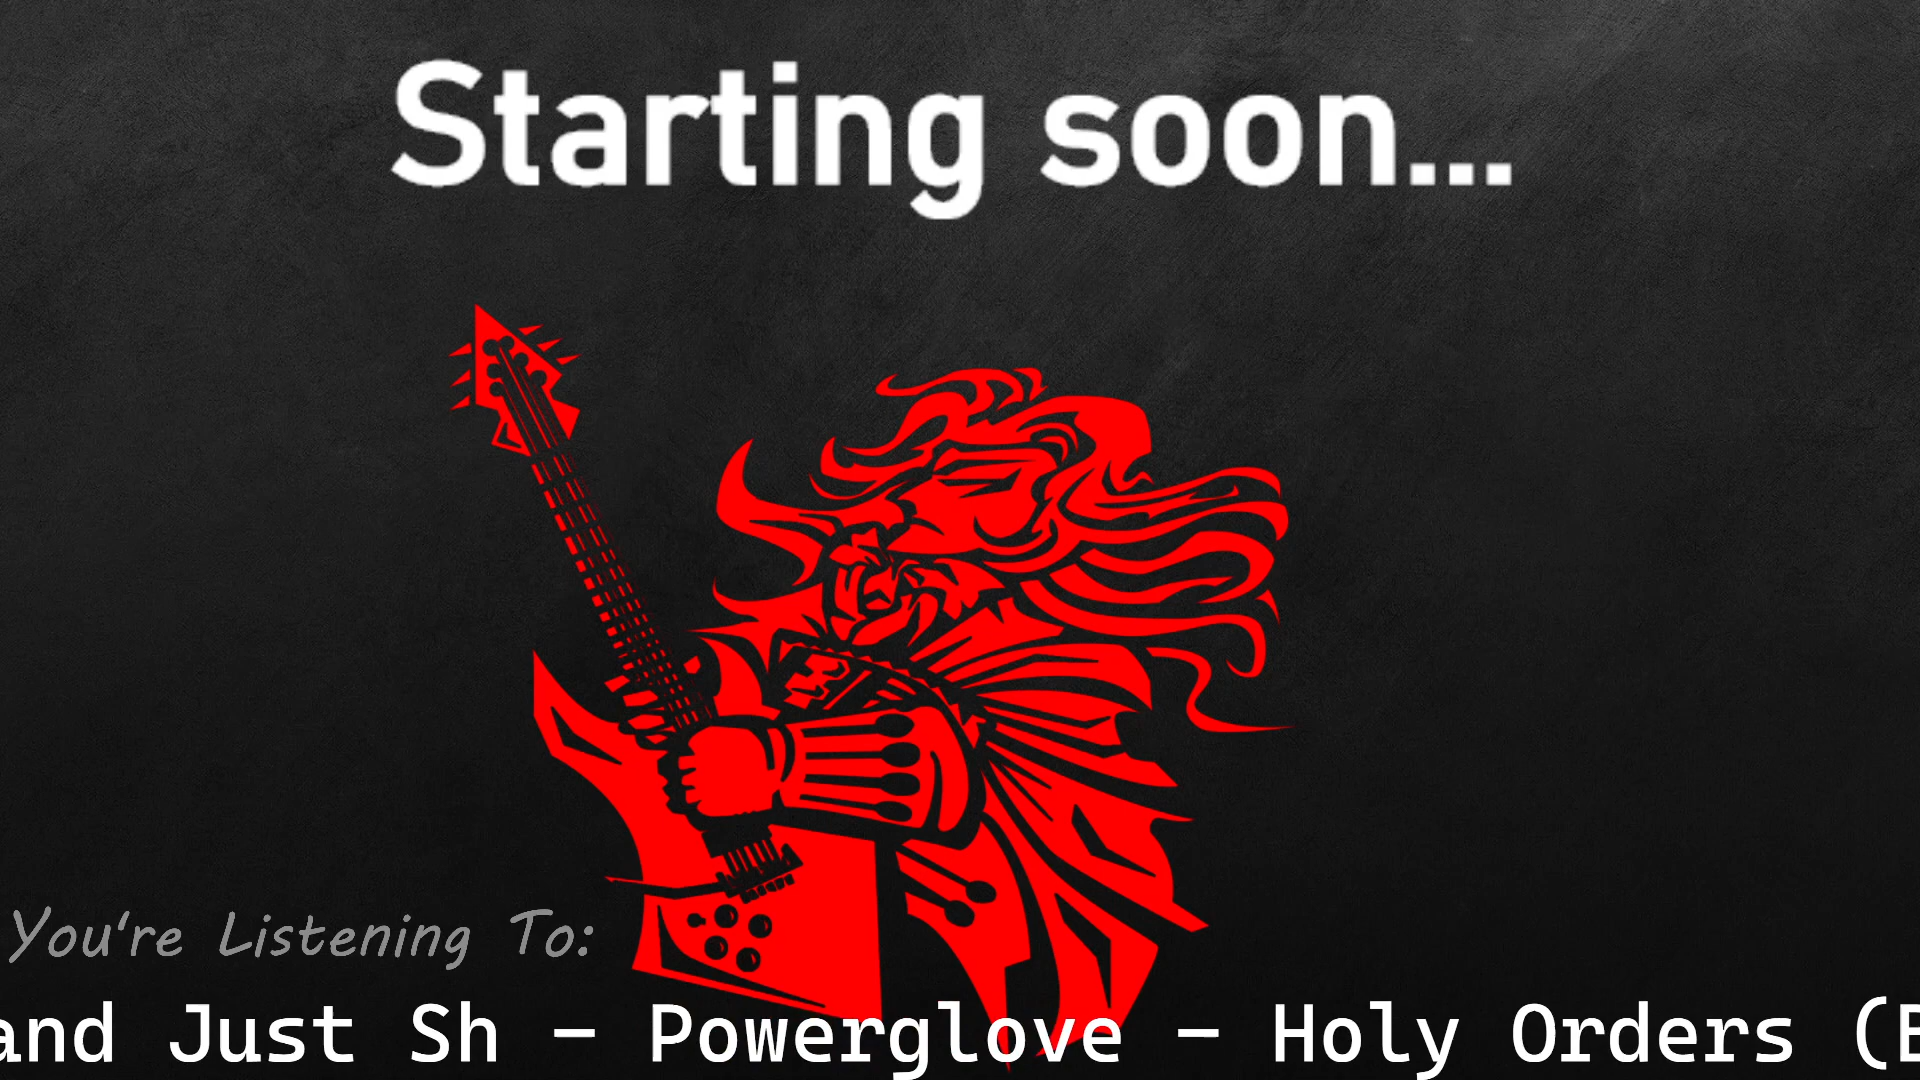 Starting soon...
You're Listening To:
and Just Sh - Powerglove - Holy Orders (